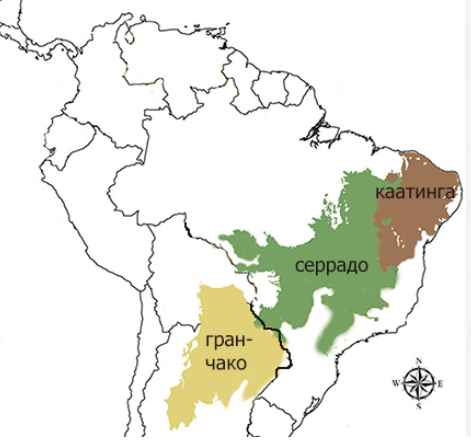 каатинга
серрадо
гран-
чако
N
W E
S